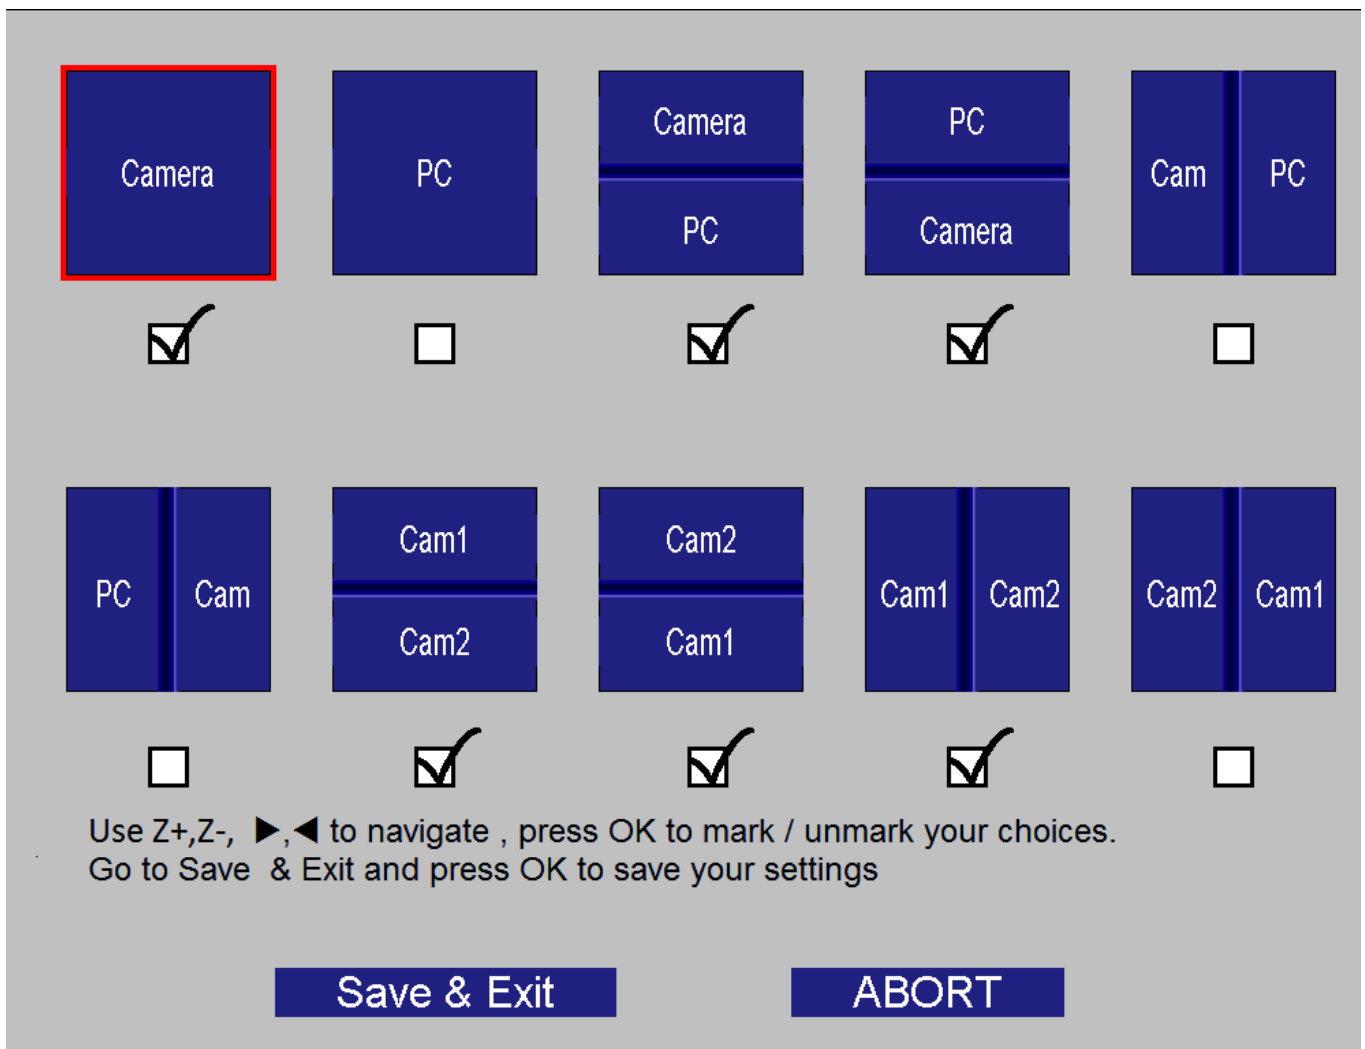 Camera
PC
Camera
PC
PC
Camera
Cam PC
PC Cam
Cam1
Cam2
Cam2
Cam1
Cam1 Cam2
Cam2 Cam1
Use Z+,Z-, ▶,◀ to navigate , press OK to mark / unmark your choices.
Go to Save & Exit and press OK to save your settings
Save & Exit
ABORT